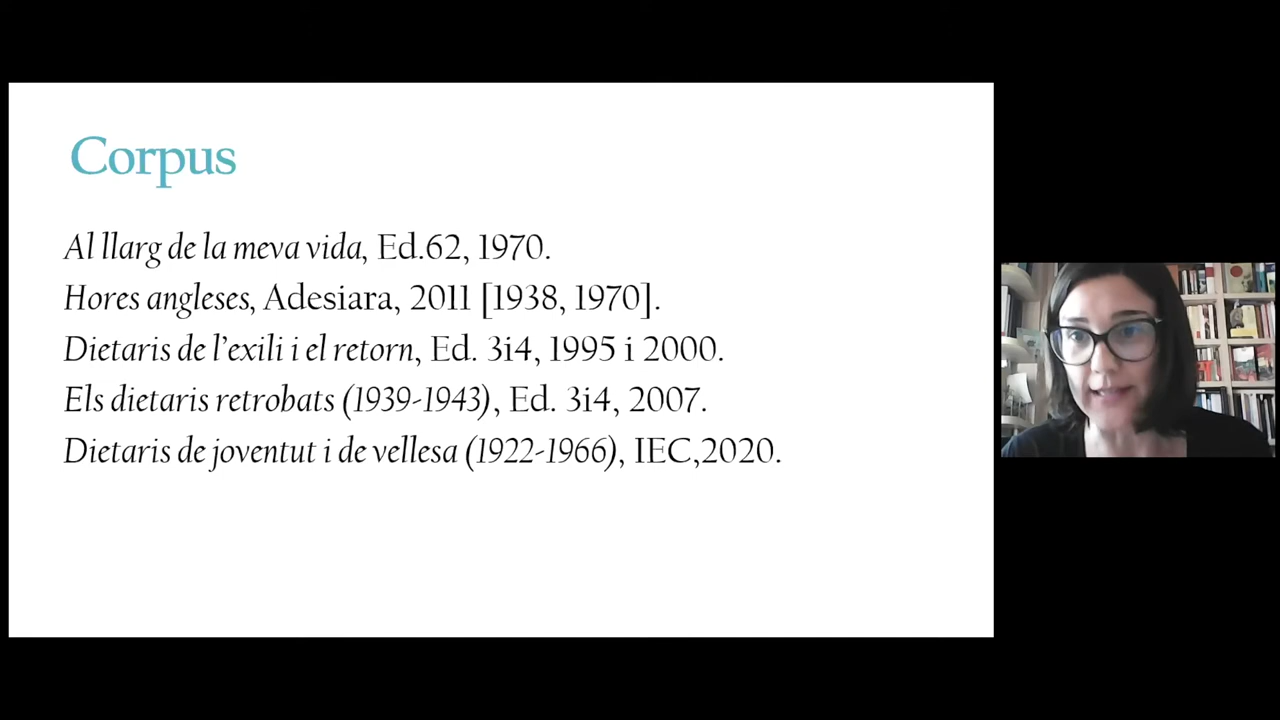 Corpus
Al llarg de la meva vida, Ed.62, 1970.
Hores angleses, Adesiara, 2011 [1938, 1970].
Dietaris de l’exili i el retorn, Ed. 3i4, 1995 i 2000.
Els dietaris retrobats (1939-1943), Ed. 3i4, 2007.
Dietaris de joventut i de vellesa (1922-1966), IEC,2020.